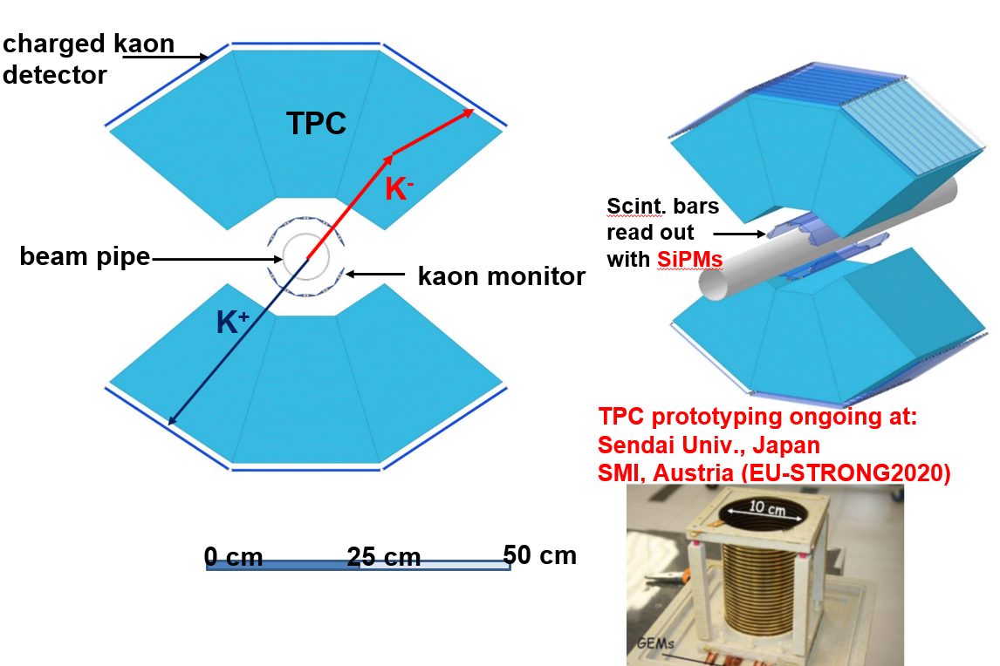 charged kaon
detector
TPC
K-
beam pipe
kaon monitor
K+
0 cm 25 cm 50 cm
Scint. bars
read out
with SiPMs
TPC prototyping ongoing at:
Sendai Univ., Japan
SMI, Austria (EU-STRONG2020)
10 cm
GEMs